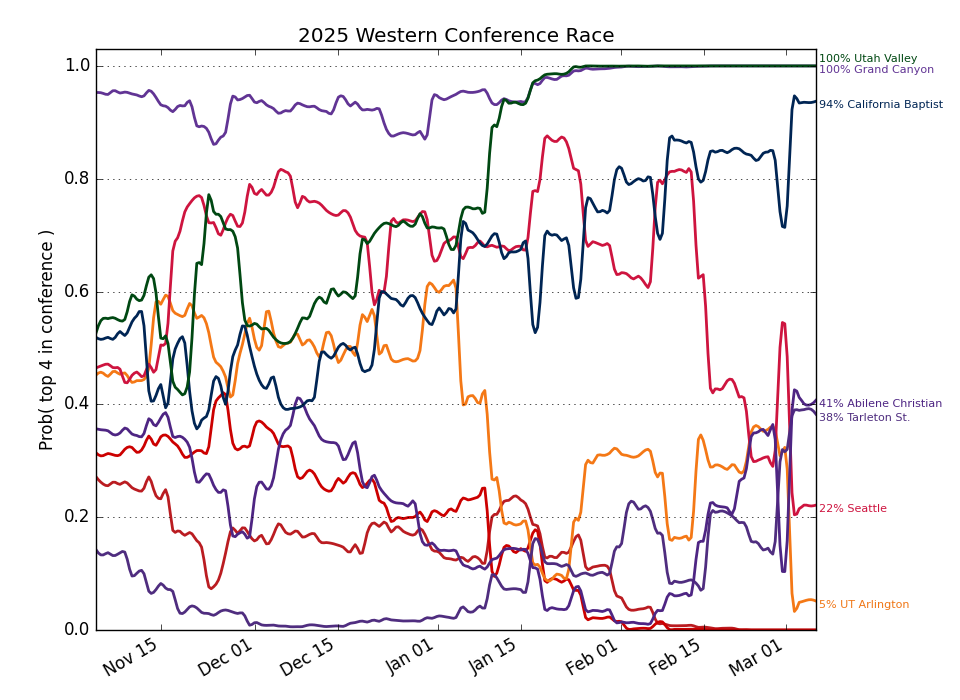 2025 Western Conference Race
1.0
0.8
0.6
0.4
0.2
0.0
Prob( top 4 in conference )
100% Utah Valley
100% Grand Canyon
94% California Baptist
41% Abilene Christian
38% Tarleton St.
22% Seattle
5% UT Arlington
Nov 15
Dec 01
Dec 15
Jan 01
Jan 15
Feb 01
Feb 15
Mar 01